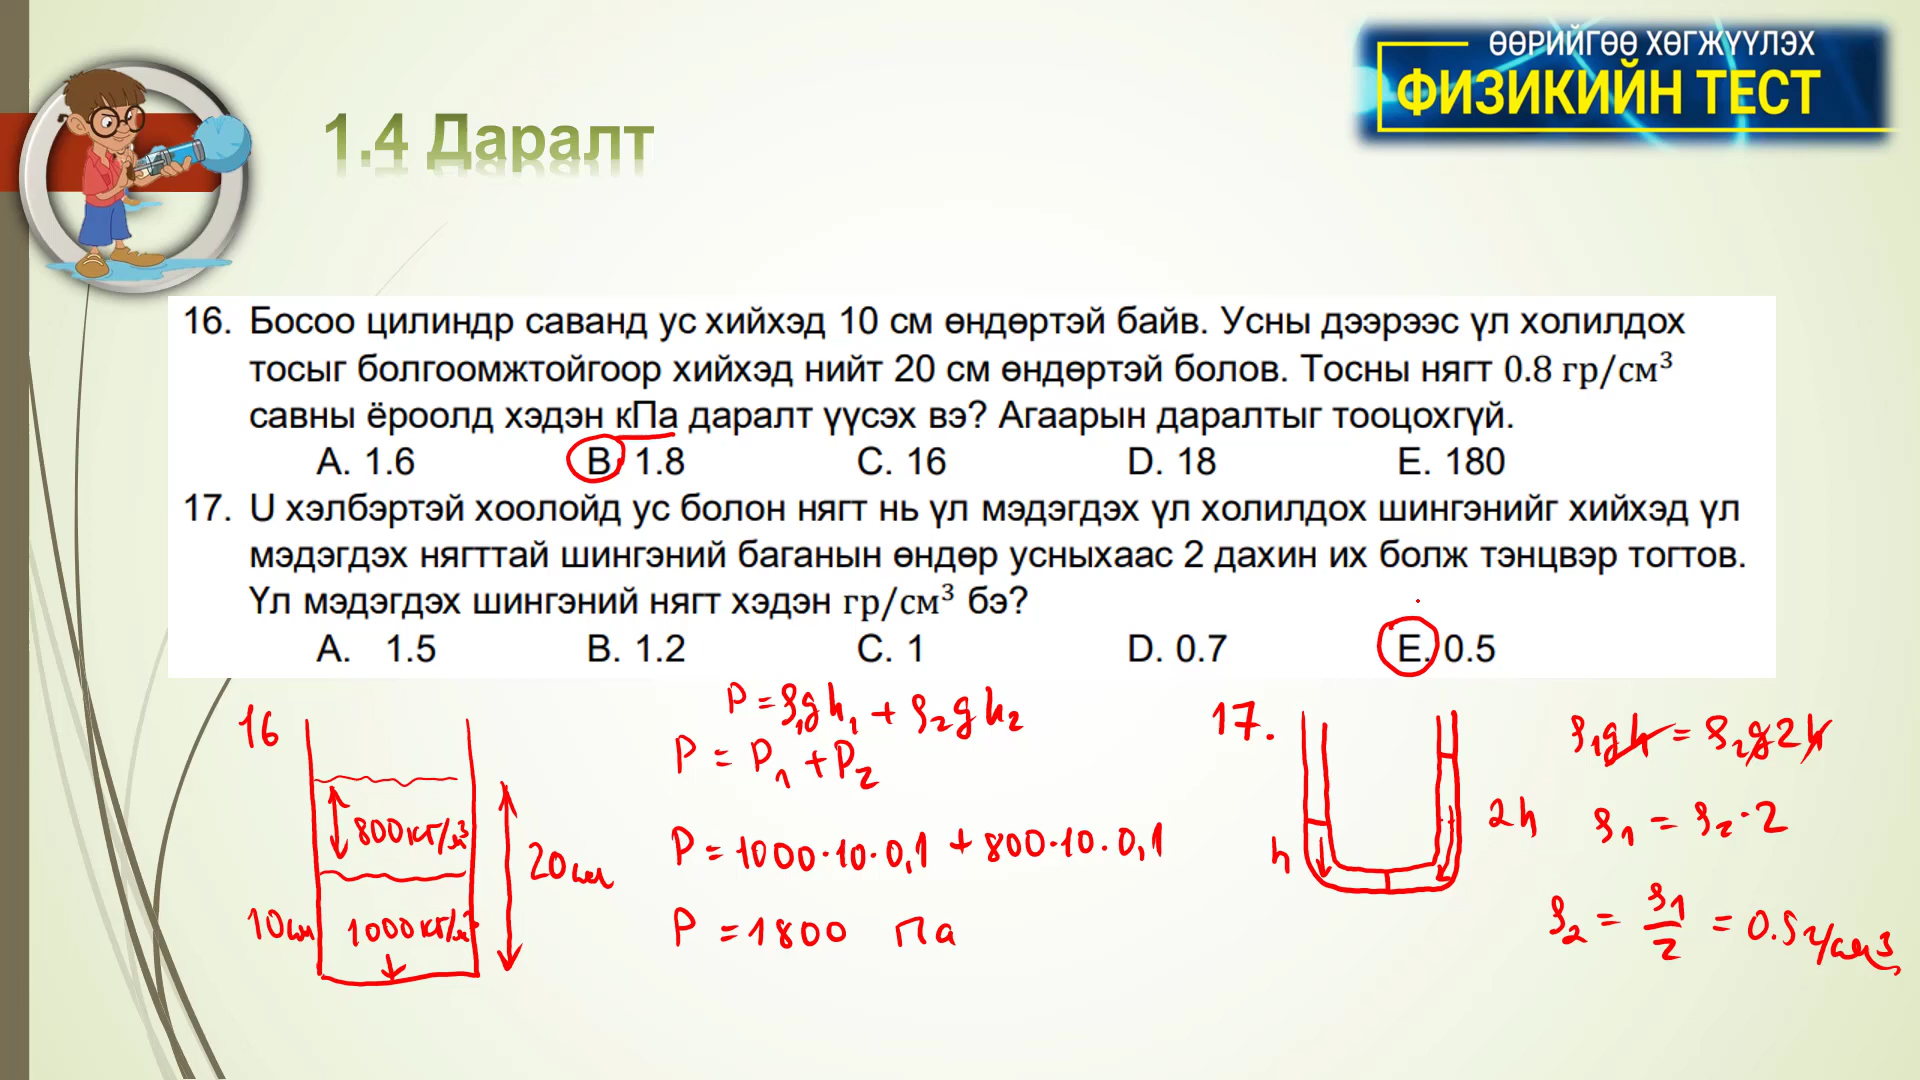 ӨӨРИЙГӨӨ ХӨГЖҮҮЛЭХ
ФИЗИКИЙН ТЕСТ
1.4 Даралт
16. Босоо цилиндр саванд ус хийхэд 10 см өндөртэй байв. Усны дээрээс үл холилдох
тосыг болгоомжтойгоор хийхэд нийт 20 см өндөртэй болов. Тосны нягт 0.8 гр/см³
савны ёроолд хэдэн кПа даралт үүсэх вэ? Агаарын даралтыг тооцохгүй.
A. 1.6 B. 1.8 C. 16 D. 18 E. 180
17. U хэлбэртэй хоолойд ус болон нягт нь үл мэдэгдэх үл холилдох шингэнийг хийхэд үл
мэдэгдэх нягттай шингэний баганын өндөр усныхаас 2 дахин их болж тэнцвэр тогтов.
Үл мэдэгдэх шингэний нягт хэдэн гр/см³ бэ?
A. 1.5 B. 1.2 C. 1 D. 0.7 E. 0.5
16
800кг/м³
20см
10см
1000кг/м³
P = ρ₁gh₁ + ρ₂gh₂
P = P₁ + P₂
P = 1000·10·0,1 + 800·10·0,1
P = 1800 Па
17.
h
2h
ρ₁gh = ρ₂g2h
ρ₁ = ρ₂·2
ρ₂ = ρ₁/2 = 0.5 г/см³